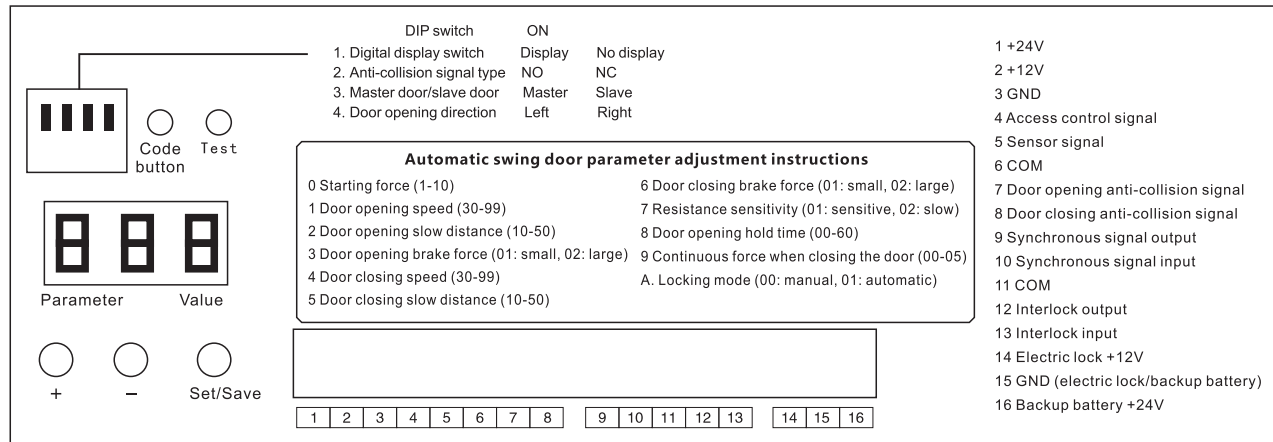 DIP switch ON
1. Digital display switch Display No display
2. Anti-collision signal type NO NC
3. Master door/slave door Master Slave
4. Door opening direction Left Right
Code button
Test
Automatic swing door parameter adjustment instructions
0 Starting force (1-10)
1 Door opening speed (30-99)
2 Door opening slow distance (10-50)
3 Door opening brake force (01: small, 02: large)
4 Door closing speed (30-99)
5 Door closing slow distance (10-50)
6 Door closing brake force (01: small, 02: large)
7 Resistance sensitivity (01: sensitive, 02: slow)
8 Door opening hold time (00-60)
9 Continuous force when closing the door (00-05)
A. Locking mode (00: manual, 01: automatic)
8 8 8
Parameter Value
+ − Set/Save
1 2 3 4 5 6 7 8 9 10 11 12 13 14 15 16
1 +24V
2 +12V
3 GND
4 Access control signal
5 Sensor signal
6 COM
7 Door opening anti-collision signal
8 Door closing anti-collision signal
9 Synchronous signal output
10 Synchronous signal input
11 COM
12 Interlock output
13 Interlock input
14 Electric lock +12V
15 GND (electric lock/backup battery)
16 Backup battery +24V